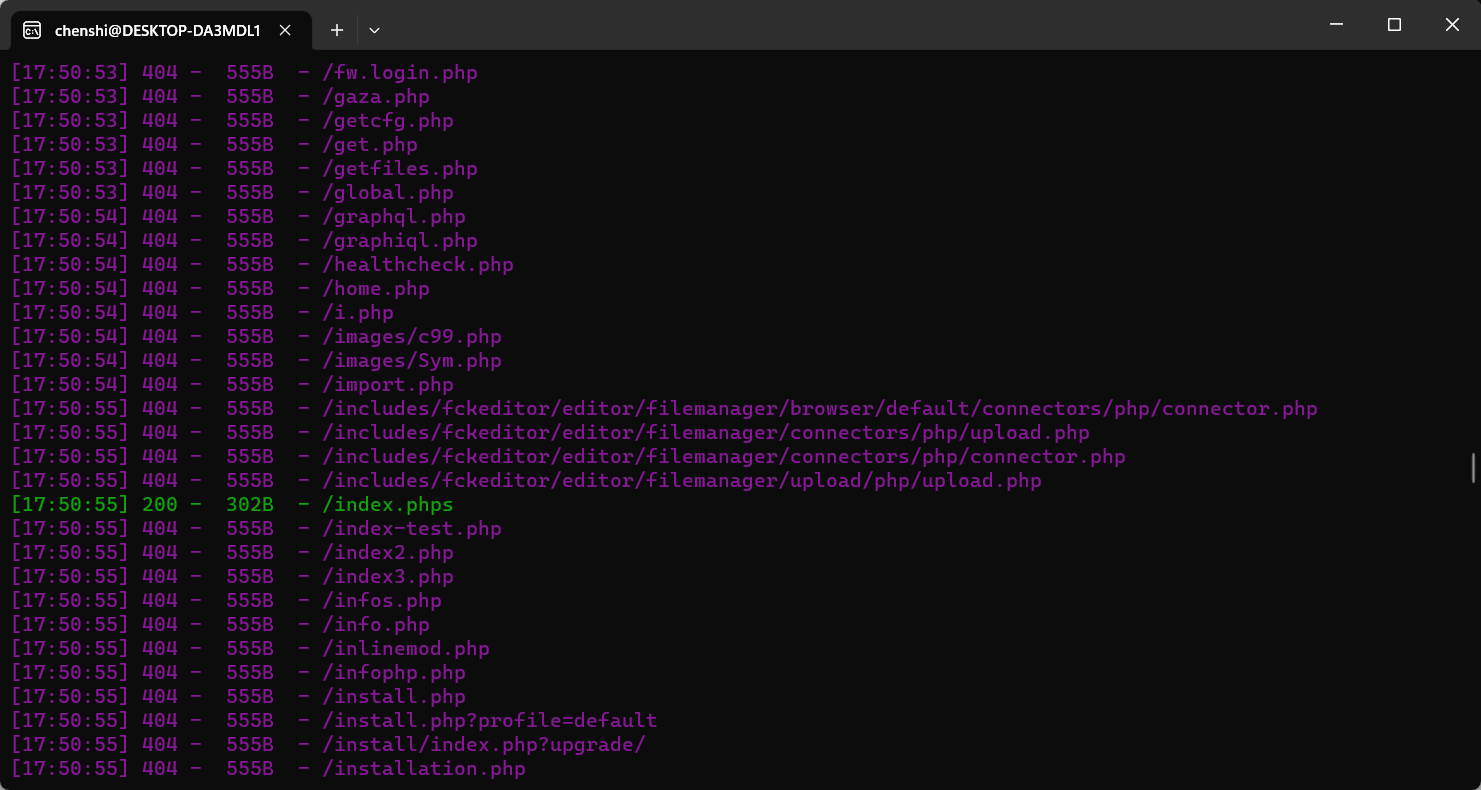 chenshi@DESKTOP-DA3MDL1
[17:50:53] 404 -  555B  - /fw.login.php
[17:50:53] 404 -  555B  - /gaza.php
[17:50:53] 404 -  555B  - /getcfg.php
[17:50:53] 404 -  555B  - /get.php
[17:50:53] 404 -  555B  - /getfiles.php
[17:50:53] 404 -  555B  - /global.php
[17:50:54] 404 -  555B  - /graphql.php
[17:50:54] 404 -  555B  - /graphiql.php
[17:50:54] 404 -  555B  - /healthcheck.php
[17:50:54] 404 -  555B  - /home.php
[17:50:54] 404 -  555B  - /i.php
[17:50:54] 404 -  555B  - /images/c99.php
[17:50:54] 404 -  555B  - /images/Sym.php
[17:50:54] 404 -  555B  - /import.php
[17:50:55] 404 -  555B  - /includes/fckeditor/editor/filemanager/browser/default/connectors/php/connector.php
[17:50:55] 404 -  555B  - /includes/fckeditor/editor/filemanager/connectors/php/upload.php
[17:50:55] 404 -  555B  - /includes/fckeditor/editor/filemanager/connectors/php/connector.php
[17:50:55] 404 -  555B  - /includes/fckeditor/editor/filemanager/upload/php/upload.php
[17:50:55] 200 -  302B  - /index.phps
[17:50:55] 404 -  555B  - /index-test.php
[17:50:55] 404 -  555B  - /index2.php
[17:50:55] 404 -  555B  - /index3.php
[17:50:55] 404 -  555B  - /infos.php
[17:50:55] 404 -  555B  - /info.php
[17:50:55] 404 -  555B  - /inlinemod.php
[17:50:55] 404 -  555B  - /infophp.php
[17:50:55] 404 -  555B  - /install.php
[17:50:55] 404 -  555B  - /install.php?profile=default
[17:50:55] 404 -  555B  - /install/index.php?upgrade/
[17:50:55] 404 -  555B  - /installation.php